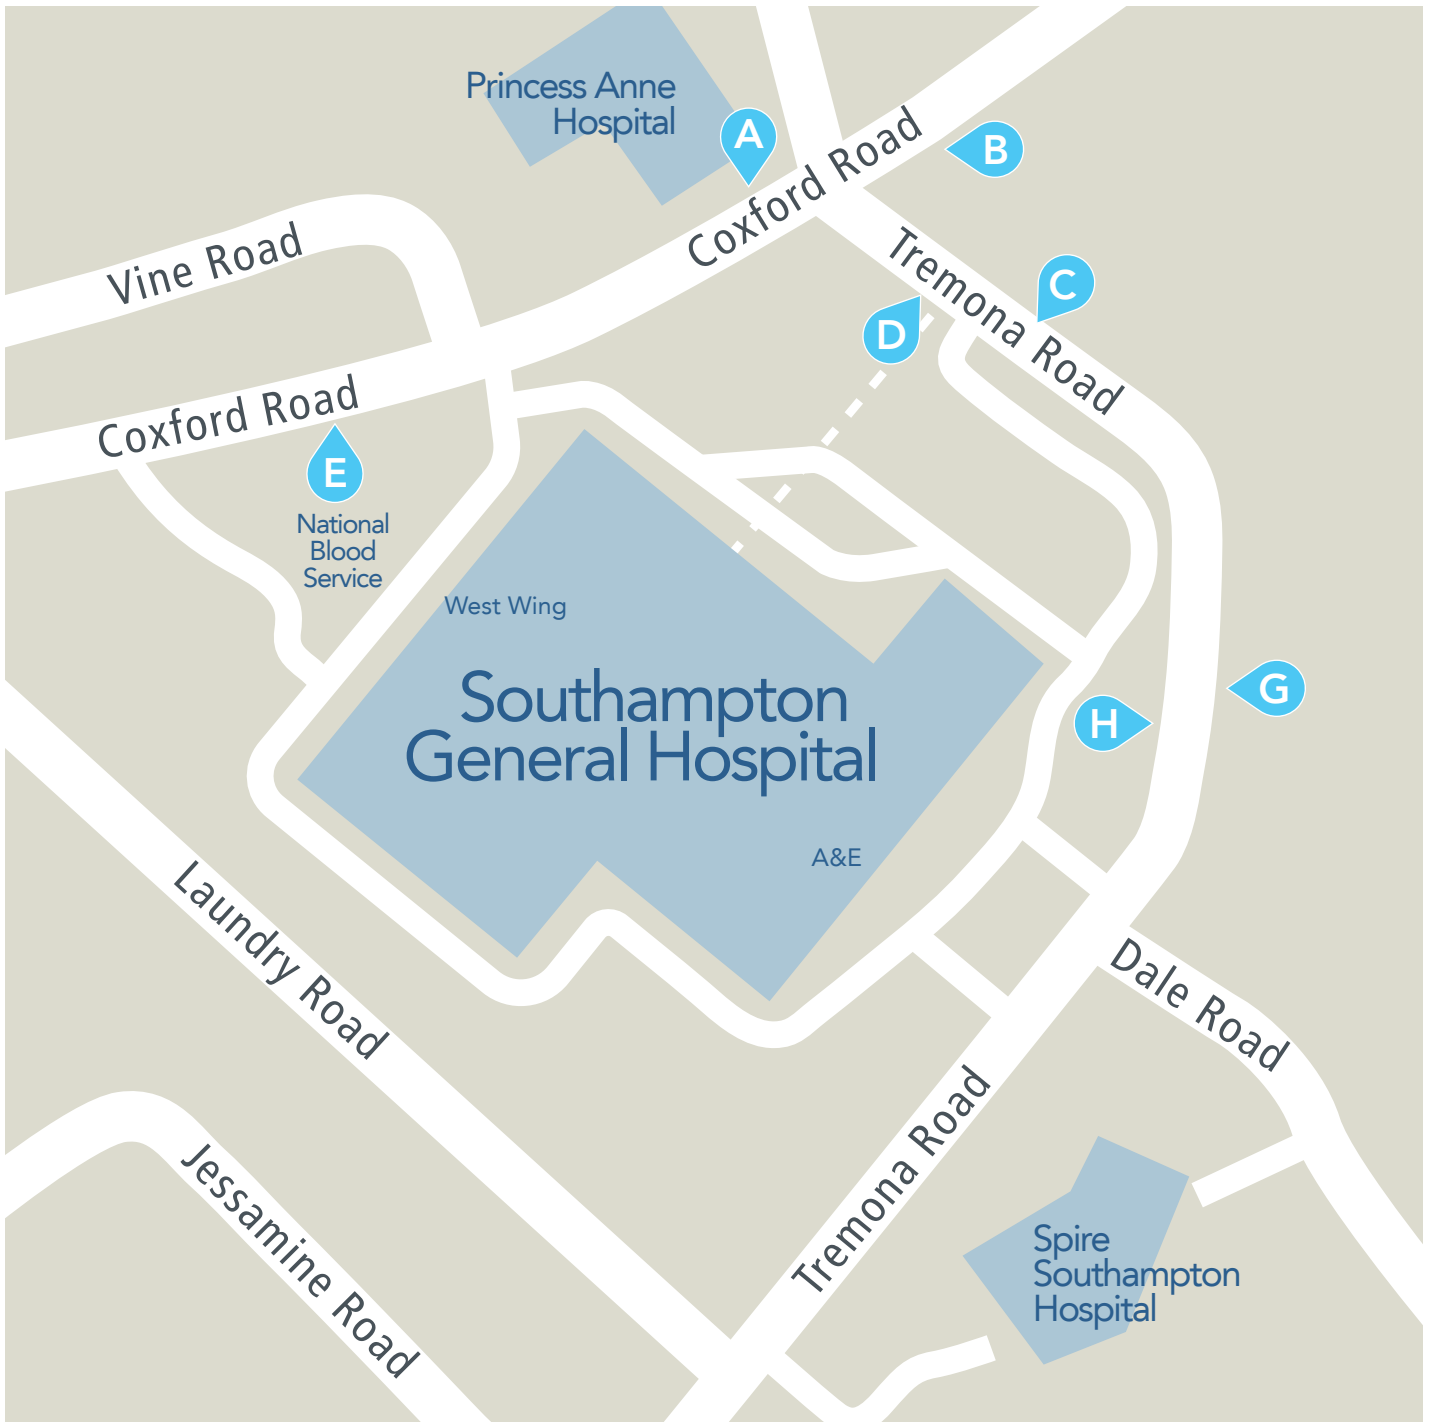 Princess Anne
Hospital
A
B
Coxford Road
Vine Road
Tremona Road
C
D
Coxford Road
E
National
Blood
Service
West Wing
Southampton
General Hospital
G
H
A&E
Laundry Road
Dale Road
Tremona Road
Jessamine Road
Spire
Southampton
Hospital